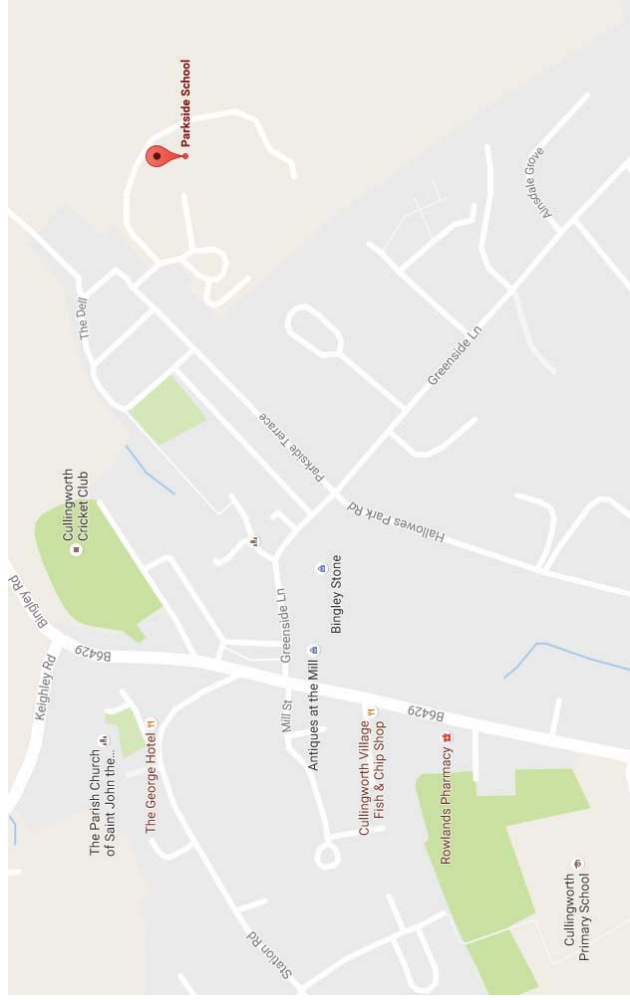 Parkside School
Ainsdale Grove
The Dell
Greenside Ln
Parkside Terrace
Hallowes Park Rd
Cullingworth
Cricket Club
Bingley Rd
Keighley Rd
B6429
Greenside Ln
Bingley Stone
Mill St
Antiques at the Mill
B6429
The Parish Church
of Saint John the...
The George Hotel
Cullingworth Village
Fish & Chip Shop
Rowlands Pharmacy
Station Rd
Cullingworth
Primary School